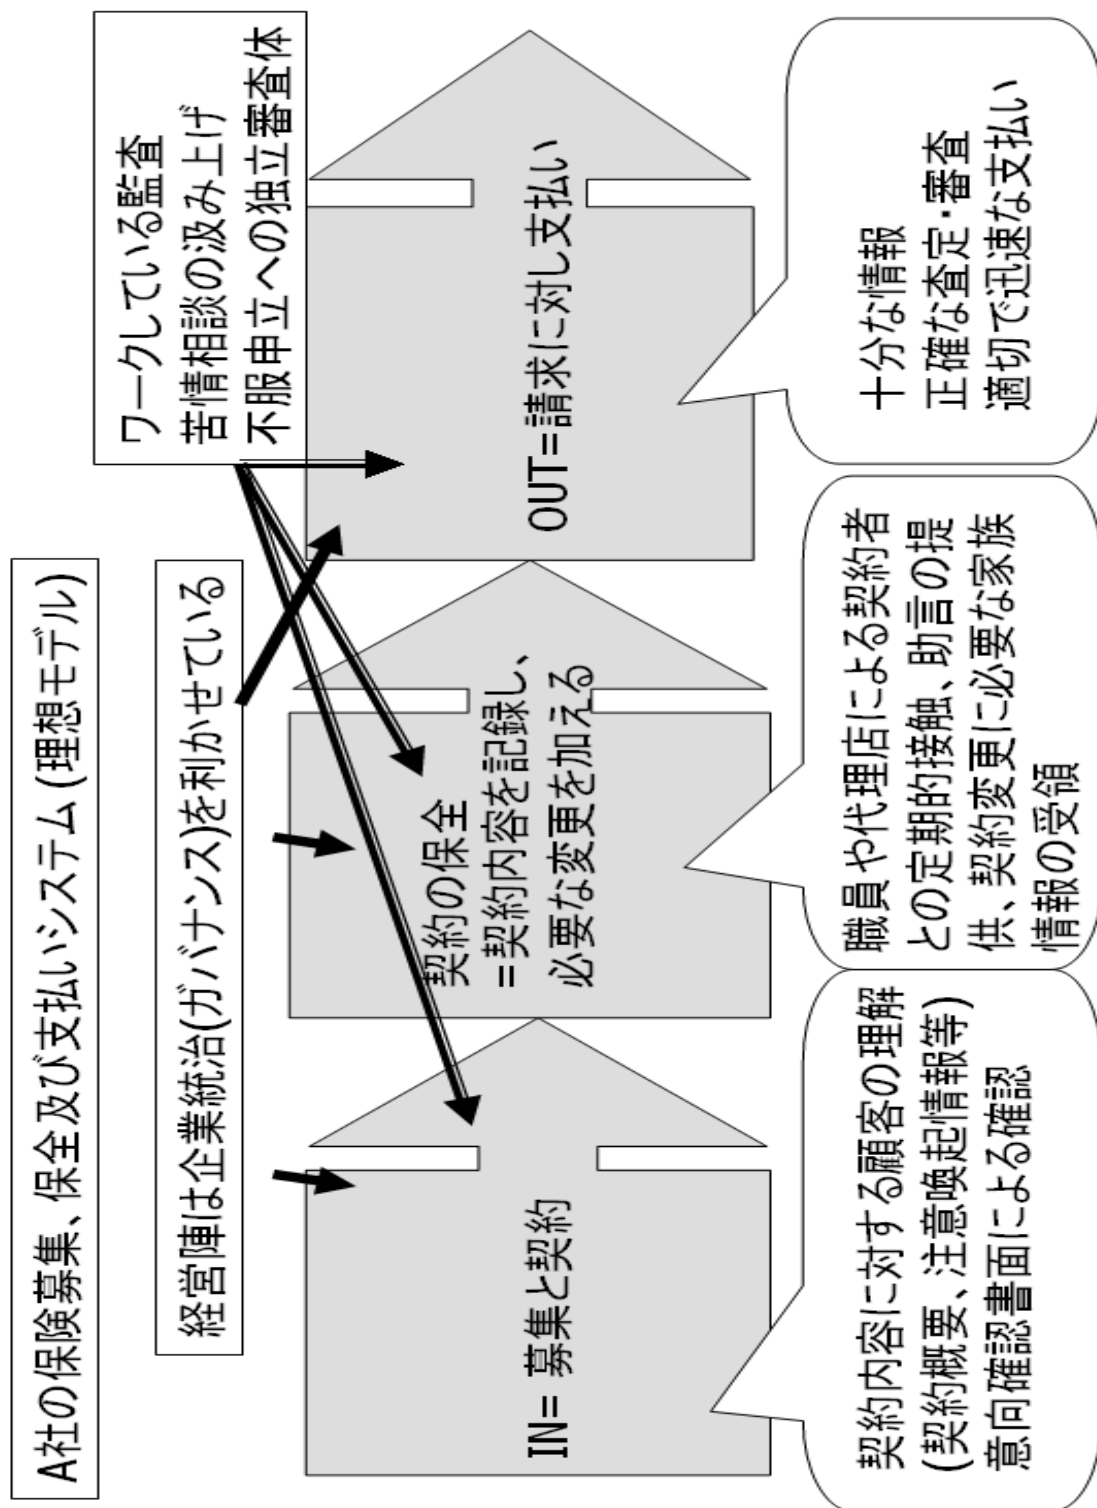 A社の保険募集、保全及び支払いシステム(理想モデル)
経営陣は企業統治(ガバナンス)を利かせている
ワークしている監査
苦情相談の汲み上げ
不服申立への独立審査体
IN= 募集と契約
契約の保全
=契約内容を記録し、
必要な変更を加える
OUT=請求に対し支払い
契約内容に対する顧客の理解
(契約概要、注意喚起情報等)
意向確認書面による確認
職員や代理店による契約者
との定期的接触、助言の提
供、契約変更に必要な家族
情報の受領
十分な情報
正確な査定・審査
適切で迅速な支払い